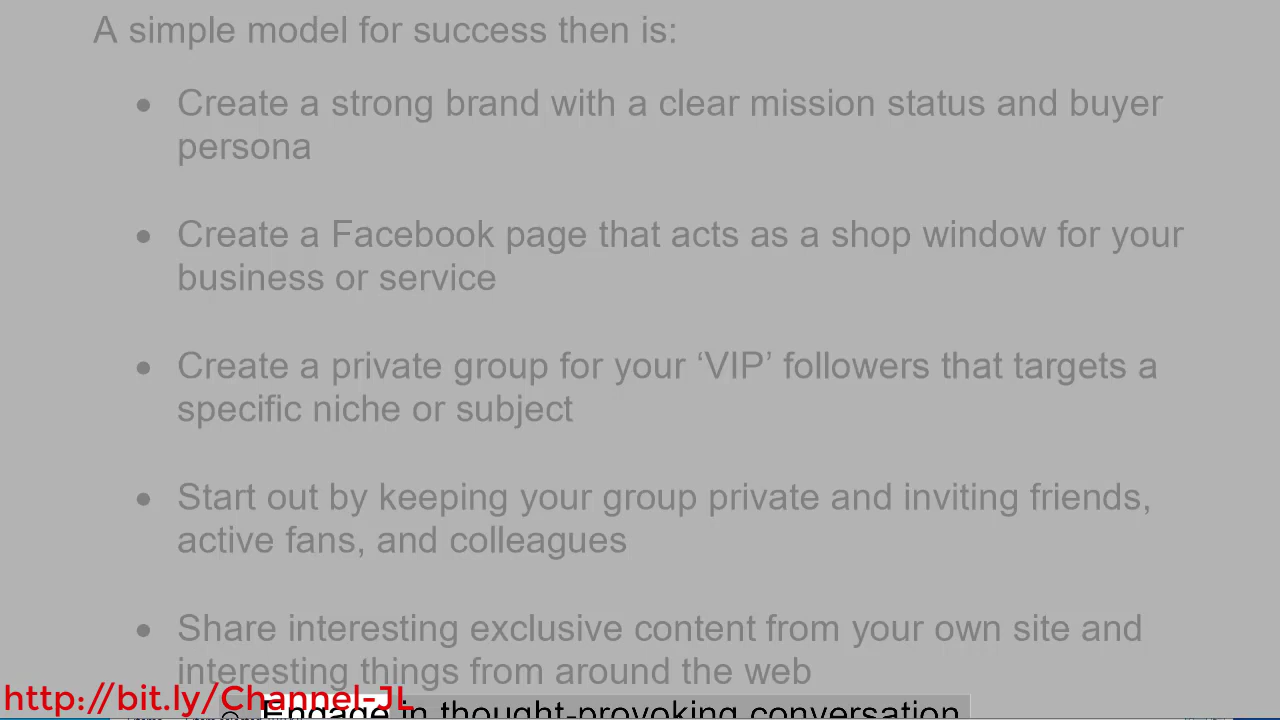 A simple model for success then is:
• Create a strong brand with a clear mission status and buyer
persona
• Create a Facebook page that acts as a shop window for your
business or service
• Create a private group for your ‘VIP’ followers that targets a
specific niche or subject
• Start out by keeping your group private and inviting friends,
active fans, and colleagues
• Share interesting exclusive content from your own site and
interesting things from around the web
http://bit.ly/Channel-JL
Engage in thought-provoking conversation